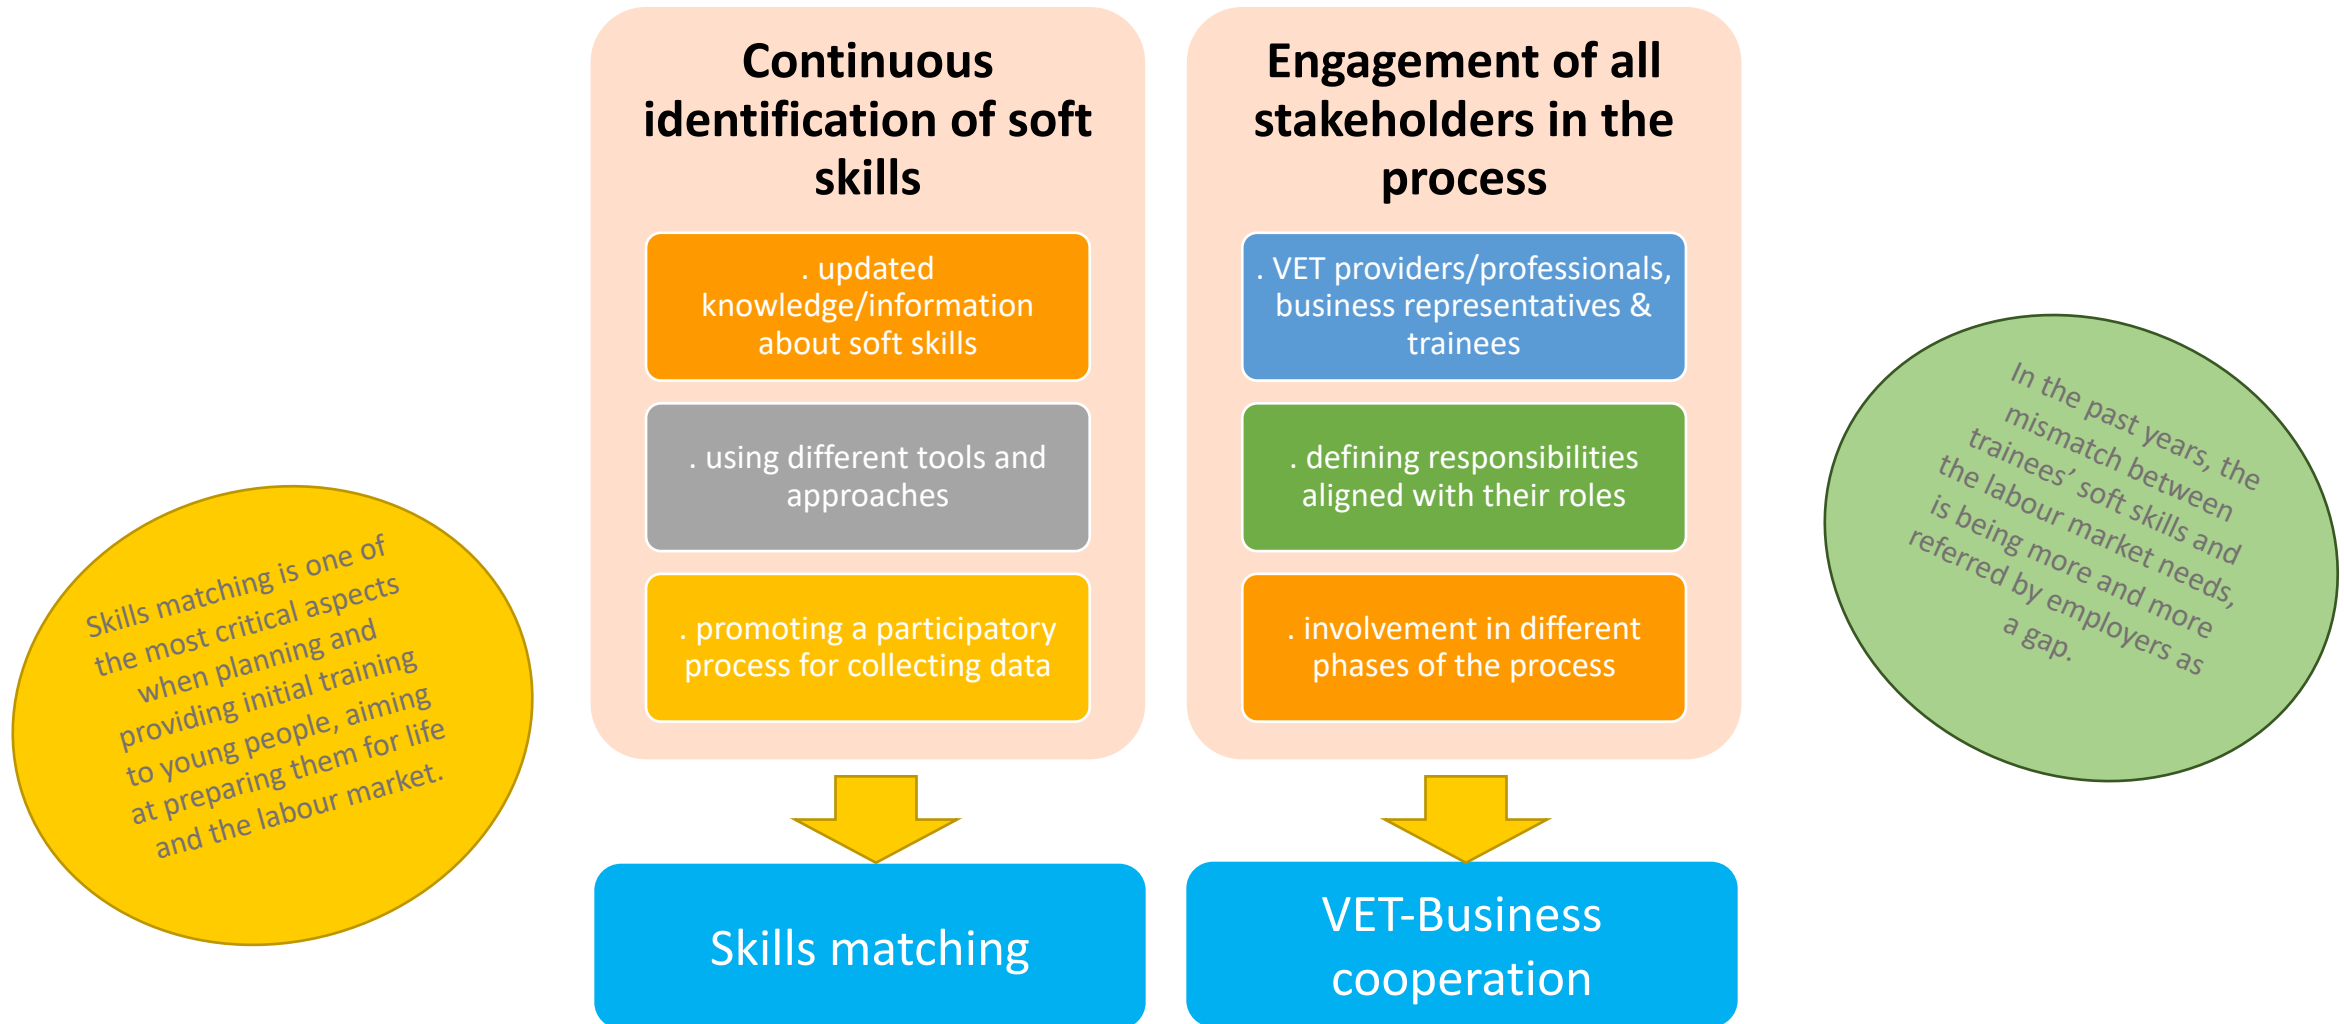 Continuous
identification of soft
skills
. updated
knowledge/information
about soft skills
. using different tools and
approaches
. promoting a participatory
process for collecting data
Skills matching
Engagement of all
stakeholders in the
process
. VET providers/professionals,
business representatives &
trainees
. defining responsibilities
aligned with their roles
. involvement in different
phases of the process
VET-Business
cooperation
Skills matching is one of
the most critical aspects
when planning and
providing initial training
to young people, aiming
at preparing them for life
and the labour market.
In the past years, the
mismatch between
trainees’ soft skills and
the labour market needs,
is being more and more
referred by employers as
a gap.